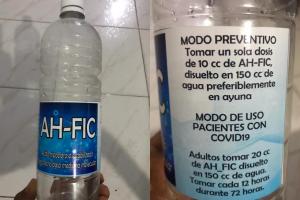 AH-FIC
MODO PREVENTIVO
Tomar un sola dosis
de 10 cc de AH-FIC,
disuelto en 150 cc de
agua preferiblemente
en ayuna
MODO DE USO
PACIENTES CON
COVID19
Adultos tomar 20 cc
de AH_FIC disuelto
en 150 cc de agua.
Tomar cada 12 horas
durante 72 horas.